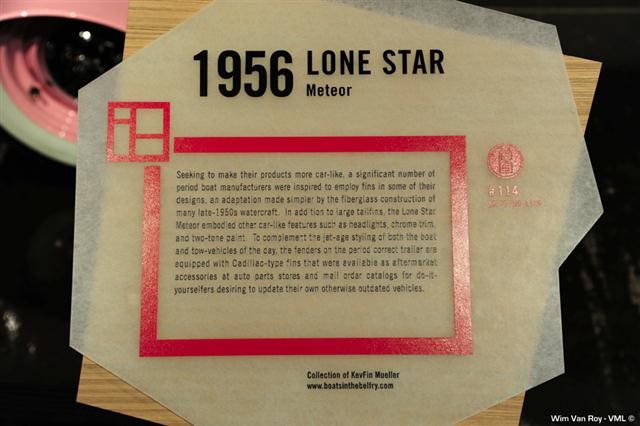 1956 LONE STAR
Meteor
Seeking to make their products more car-like, a significant number of
period boat manufacturers were inspired to employ fins in some of their
designs, an adaptation made simpler by the fiberglass construction of
many late-1950s watercraft. In addition to large tailfins, the Lone Star
Meteor embodied other car-like features such as headlights, chrome trim,
and two-tone paint. To complement the jet-age styling of both the boat
and tow-vehicles of the day, the fenders on the period correct trailer are
equipped with Cadillac-type fins that were available as aftermarket
accessories at auto parts stores and mail order catalogs for do-it-
yourselfers desiring to update their own otherwise outdated vehicles.
#114
Collection of KevFin Mueller
www.boatsinthebelfry.com
Wim Van Roy - VML ©